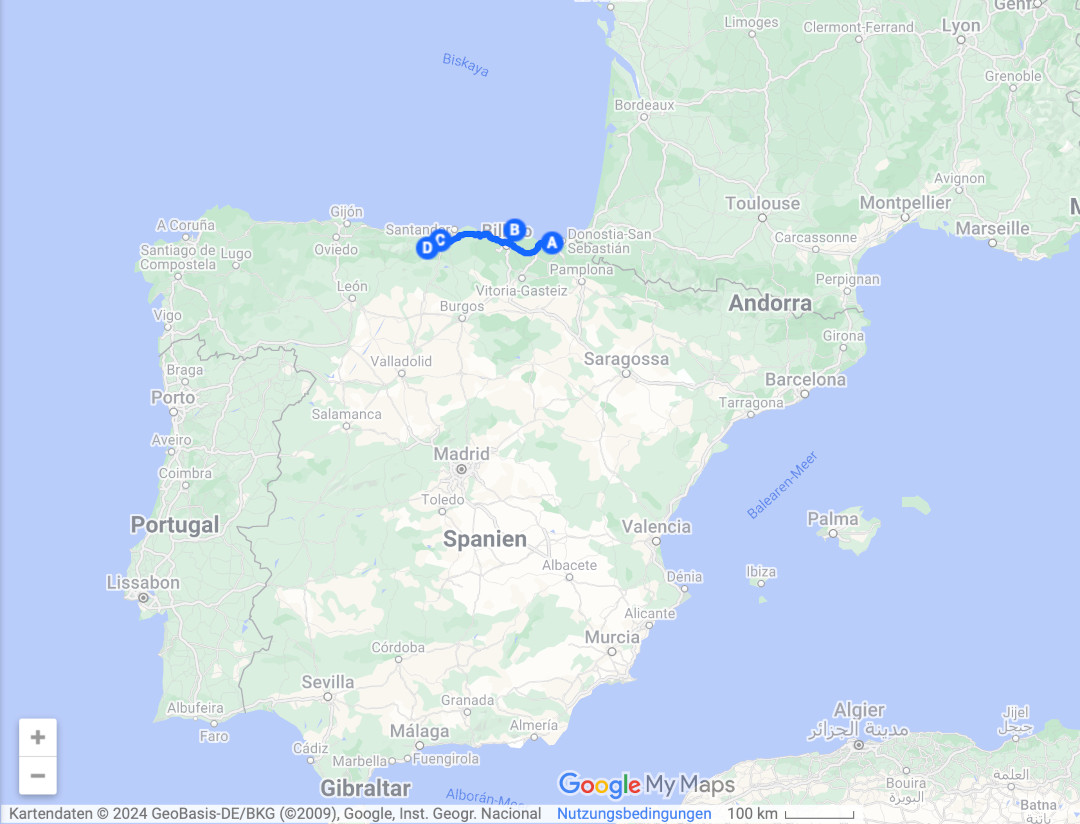 Genf
Limoges
Clermont-Ferrand
Lyon
Biskaya
Grenoble
Bordeaux
Avignon
Toulouse
Montpellier
Marseille
M
A Coruña
Gijón
Santander
B
Donostia-San
Sebastián
Carcassonne
Santiago de
Compostela
Lugo
Oviedo
D
C
A
Pamplona
Perpignan
León
Vitoria-Gasteiz
Burgos
Andorra
Vigo
Girona
Valladolid
Saragossa
Braga
Barcelona
Porto
Tarragona
Salamanca
Aveiro
Madrid
Coimbra
Balearen-Meer
Toledo
Portugal
Spanien
Valencia
Palma
Albacete
Lissabon
Dénia
Ibiza
Alicante
Murcia
Córdoba
Sevilla
Granada
Albufeira
Faro
Almería
Málaga
Algier
مدينة الجزائر
Jijel
جيجل
Cádiz
Marbella
Fuengirola
Gibraltar
Bouira
البويرة
العلمة
Batna
باتنة
Google My Maps
+
−
Kartendaten © 2024 GeoBasis-DE/BKG (©2009), Google, Inst. Geogr. Nacional
Nutzungsbedingungen
100 km